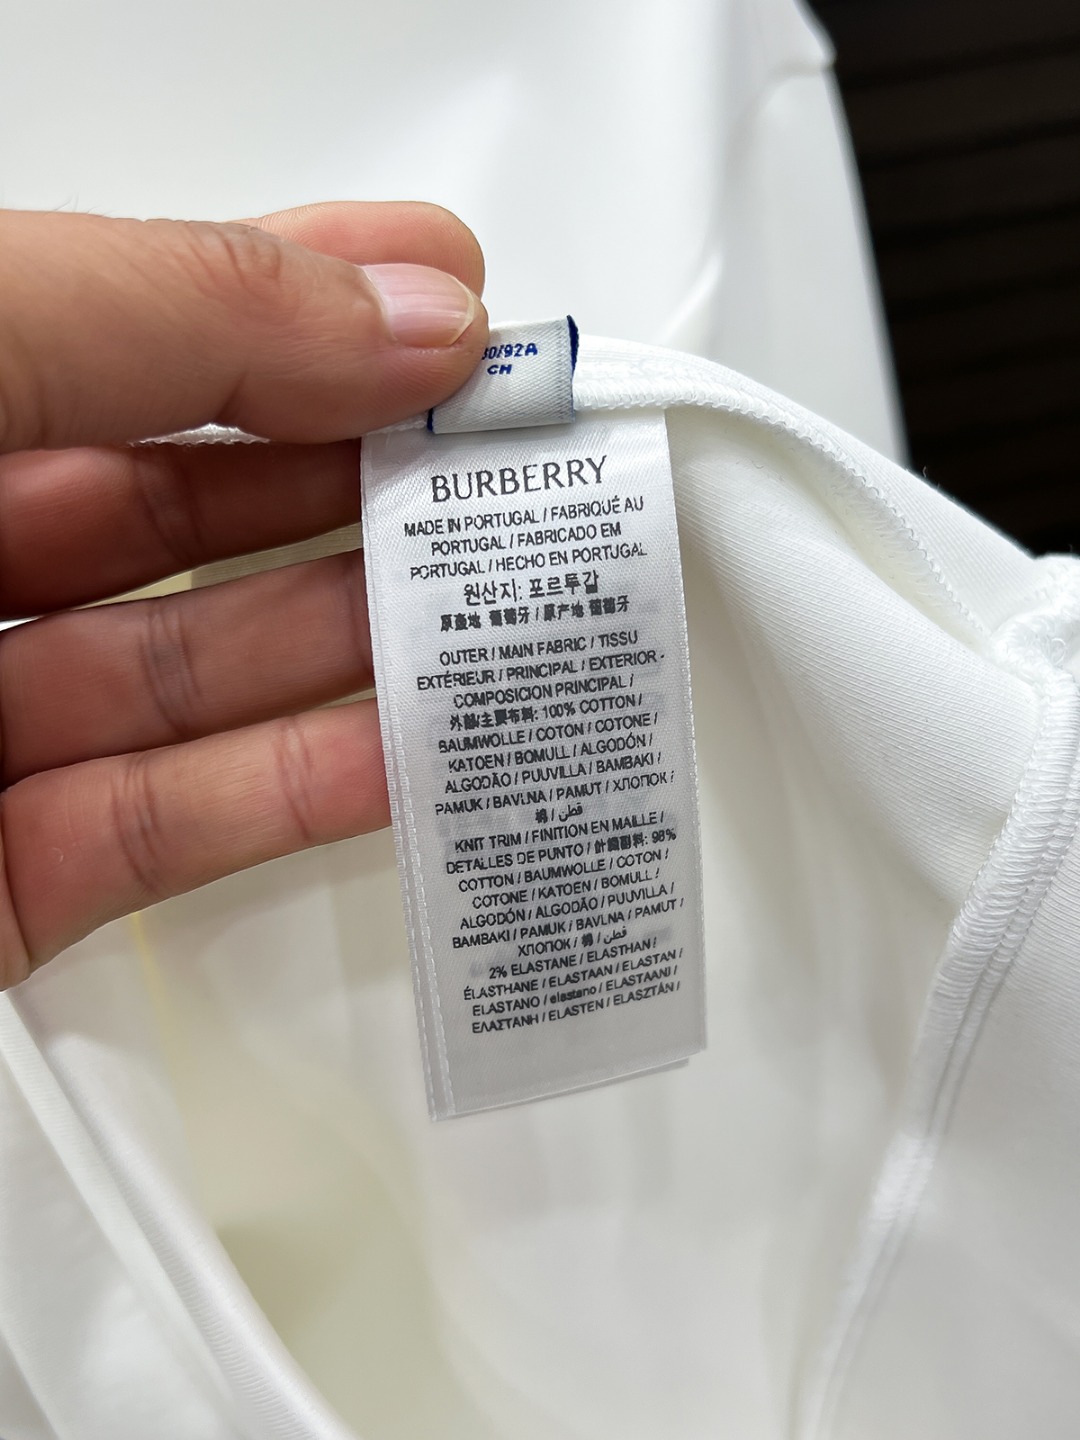 80/92A
CH
BURBERRY
MADE IN PORTUGAL / FABRIQUÉ AU
PORTUGAL / FABRICADO EM
PORTUGAL / HECHO EN PORTUGAL
원산지: 포르투갈
原產地 葡萄牙 / 原产地 葡萄牙
OUTER / MAIN FABRIC / TISSU
EXTÉRIEUR / PRINCIPAL / EXTERIOR -
COMPOSICION PRINCIPAL /
外部/主要布料: 100% COTTON /
BAUMWOLLE / COTON / COTONE /
KATOEN / BOMULL / ALGODÓN /
ALGODÃO / PUUVILLA / BAMBAKI /
PAMUK / BAVLNA / PAMUT / ХЛОПОК /
棉 / قطن /
KNIT TRIM / FINITION EN MAILLE /
DETALLES DE PUNTO / 針織副料: 98%
COTTON / BAUMWOLLE / COTON /
COTONE / KATOEN / BOMULL /
ALGODÓN / ALGODÃO / PUUVILLA /
BAMBAKI / PAMUK / BAVLNA / PAMUT /
ХЛОПОК / 棉 / قطن /
2% ELASTANE / ELASTHAN /
ÉLASTHANE / ELASTAAN / ELASTAN /
ELASTANO / elastano / ELASTAANI /
ΕΛΑΣΤΑΝΗ / ELASTEN / ELASZTÁN /